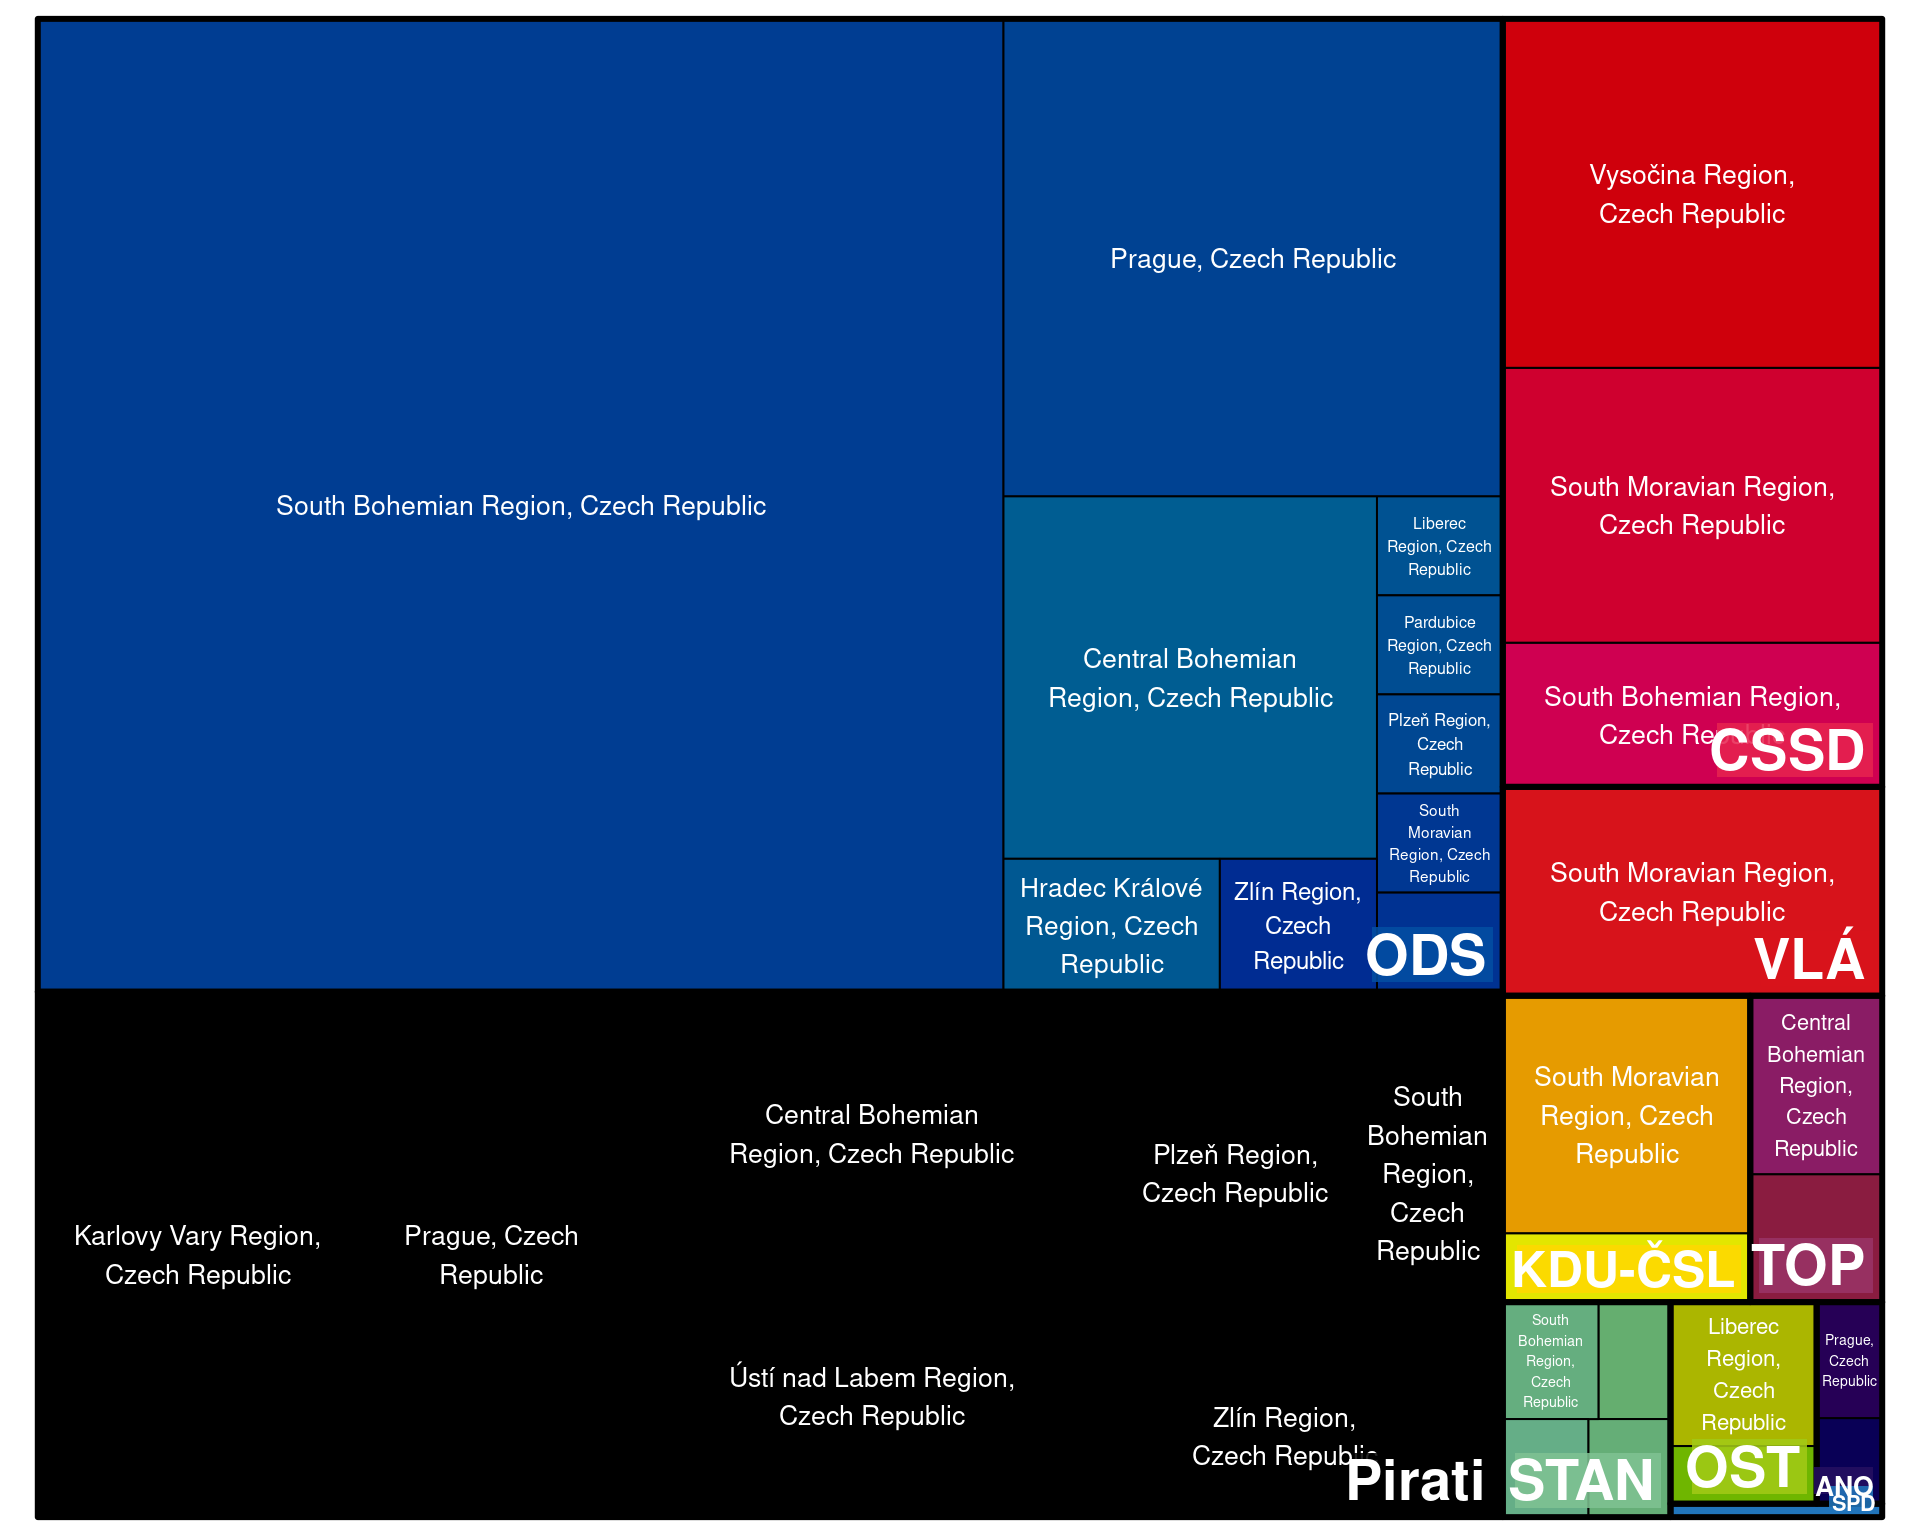 South Bohemian Region, Czech Republic
Prague, Czech Republic
Central Bohemian
Region, Czech Republic
Liberec
Region, Czech
Republic
Pardubice
Region, Czech
Republic
Plzeň Region,
Czech
Republic
South
Moravian
Region, Czech
Republic
Hradec Králové
Region, Czech
Republic
Zlín Region,
Czech
Republic
ODS
Vysočina Region,
Czech Republic
South Moravian Region,
Czech Republic
South Bohemian Region,
Czech Republic
CSSD
South Moravian Region,
Czech Republic
VLÁ
Karlovy Vary Region,
Czech Republic
Prague, Czech
Republic
Central Bohemian
Region, Czech Republic
Ústí nad Labem Region,
Czech Republic
Plzeň Region,
Czech Republic
South
Bohemian
Region,
Czech
Republic
Zlín Region,
Czech Republic
Pirati
South Moravian
Region, Czech
Republic
KDU-ČSL
Central
Bohemian
Region,
Czech
Republic
TOP
South
Bohemian
Region,
Czech
Republic
STAN
Liberec
Region,
Czech
Republic
OST
Prague,
Czech
Republic
ANO
SPD